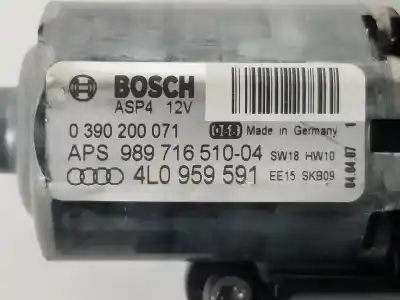 BOSCH
ASP4 12V
0 390 200 071 Made in Germany
APS 989 716 510-04 SW18 HW10
4L0 959 591 EE15 SKB09
04.04.07 1